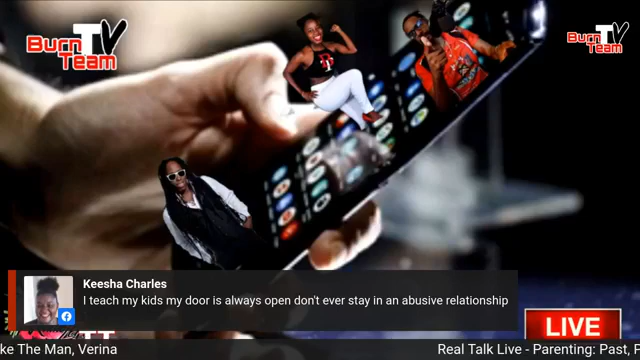 Burn TV
Team
Burn TV
Team
Keesha Charles
I teach my kids my door is always open don't ever stay in an abusive relationship
LIVE
ke The Man, Verina
Real Talk Live - Parenting: Past,